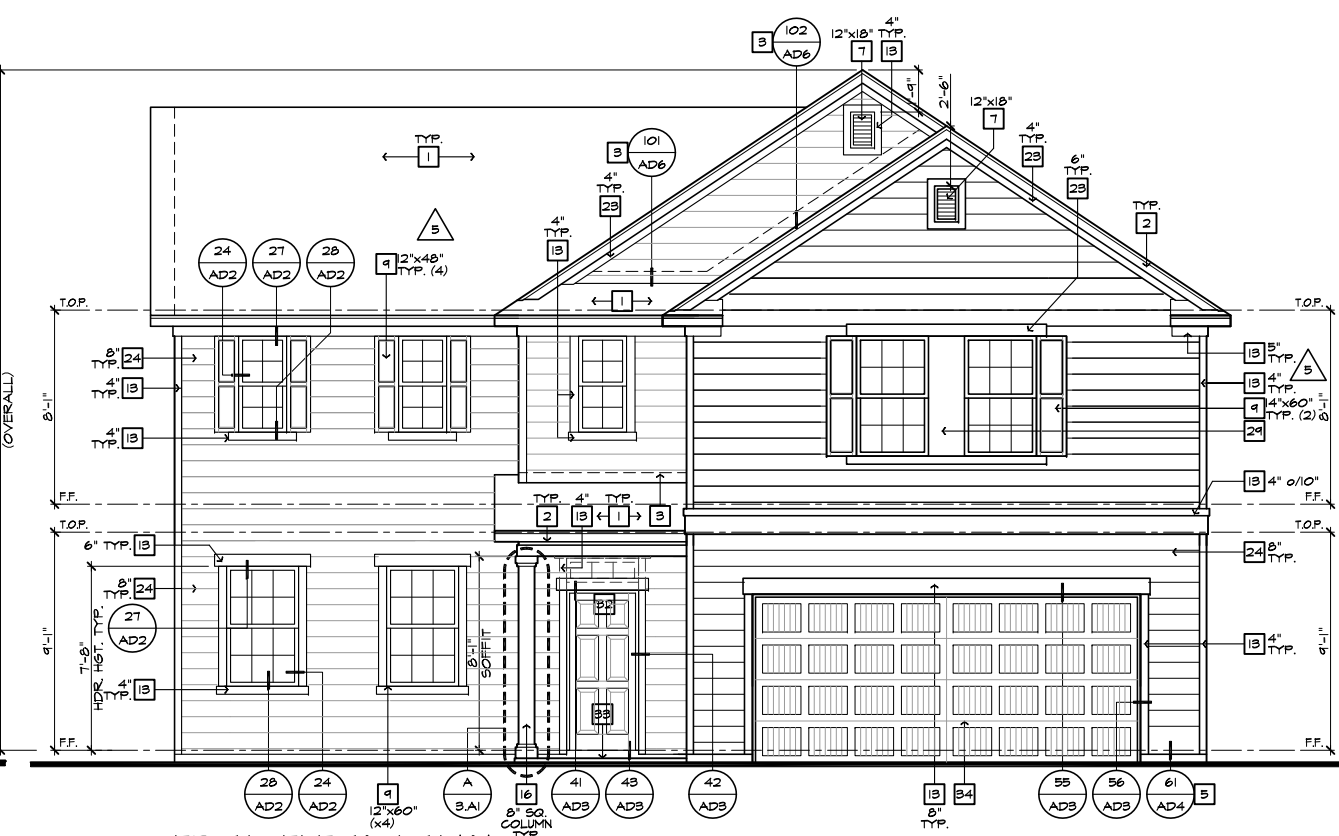 102
AD6
3
12"x18"
7
4"
TYP.
13
2'-6"
12"x18"
7
TYP.
1
3
101
AD6
4"
TYP.
23
4"
TYP.
23
6"
TYP.
23
TYP.
2
5
4"
TYP.
13
24
AD2
27
AD2
28
AD2
9
12"x48"
TYP. (4)
1
T.O.P.
T.O.P.
8"
TYP.
24
4"
TYP.
13
4"
TYP.
13
8'-1"
(OVERALL)
13
5"
TYP.
5
13
4"
TYP.
9
14"x60"
TYP. (2)
29
8'-1"
13
4" o/10"
F.F.
F.F.
TYP.
2
4"
13
TYP.
1
3
T.O.P.
T.O.P.
6" TYP.
13
24
8"
TYP.
8"
TYP.
24
27
AD2
9'-1"
7'-8"
HDR. HGT. TYP.
8'-1"
SOFFIT
32
33
13
4"
TYP.
9'-1"
4"
TYP.
13
F.F.
F.F.
28
AD2
24
AD2
9
12"x60"
(x4)
A
3.A1
16
8" SQ.
COLUMN
TYP.
41
AD3
43
AD3
42
AD3
13
8"
TYP.
34
55
AD3
56
AD3
61
AD4
5